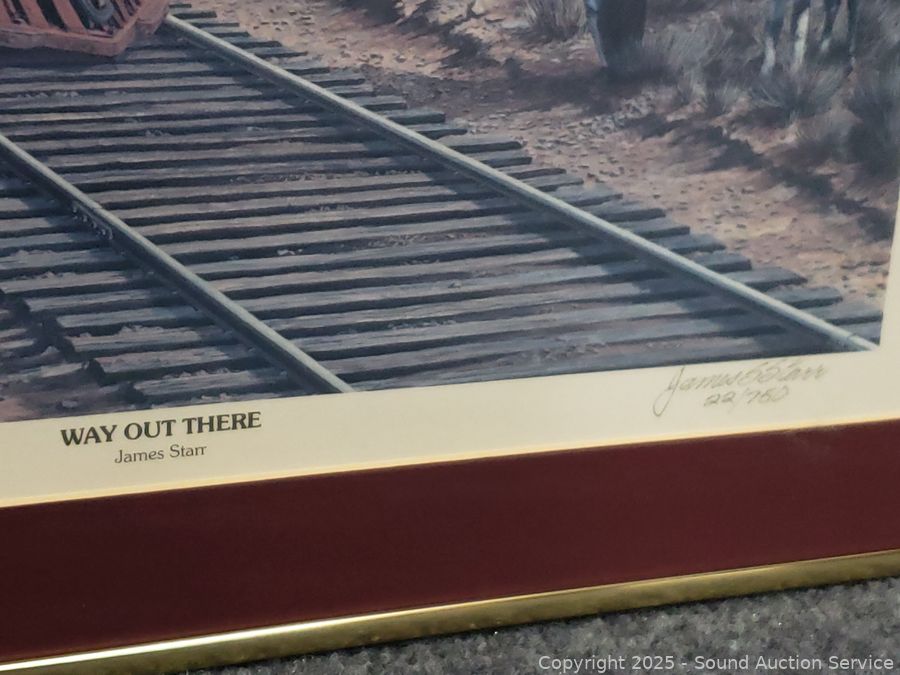 WAY OUT THERE
James Starr
James E Starr
22/750
Copyright 2025 - Sound Auction Service